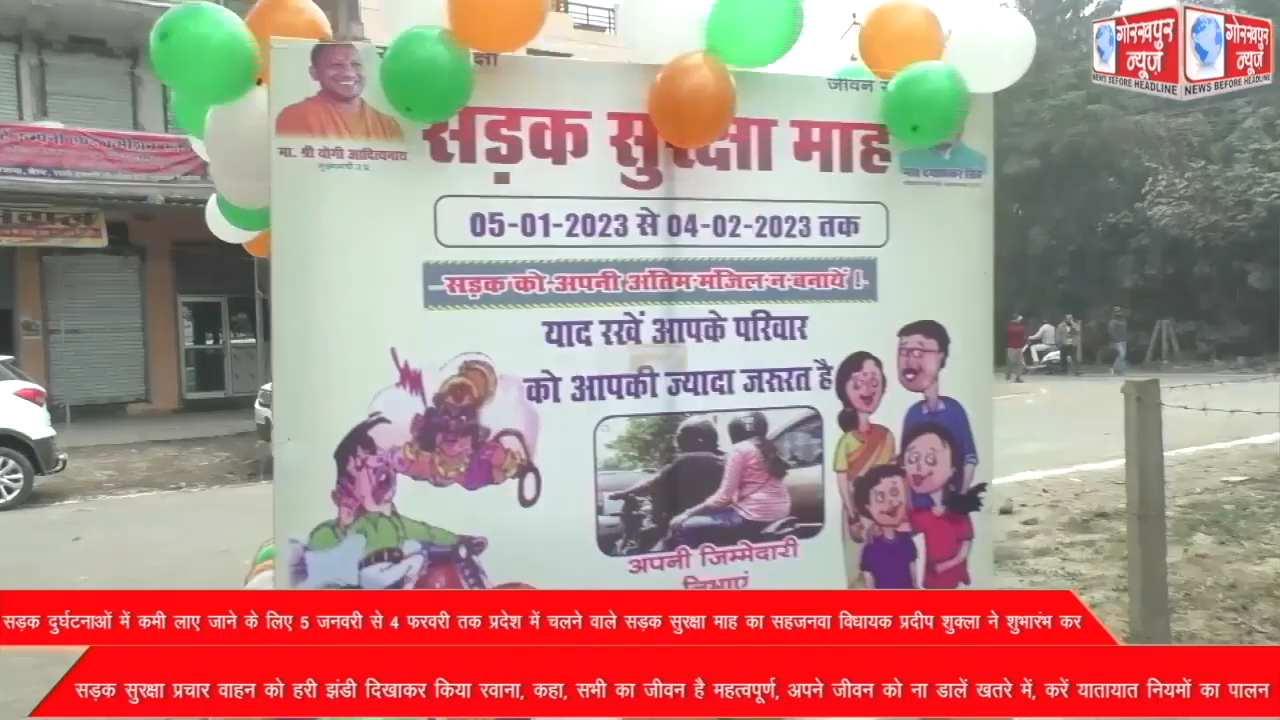 गोरखपुर गोरखपुर
न्यूज़ न्यूज़
NEWS BEFORE HEADLINE NEWS BEFORE HEADLINE
जीवन
सड़क सुरक्षा माह
मा. श्री योगी आदित्यनाथ
05-01-2023 से 04-02-2023 तक
सड़क को अपनी अंतिम मंजिल न बनायें !
याद रखें आपके परिवार
को आपकी ज्यादा जरूरत है
अपनी जिम्मेदारी
निभाएं
सड़क दुर्घटनाओं में कमी लाए जाने के लिए 5 जनवरी से 4 फरवरी तक प्रदेश में चलने वाले सड़क सुरक्षा माह का सहजनवा विधायक प्रदीप शुक्ला ने शुभारंभ कर
सड़क सुरक्षा प्रचार वाहन को हरी झंडी दिखाकर किया रवाना, कहा, सभी का जीवन है महत्वपूर्ण, अपने जीवन को ना डालें खतरे में, करें यातायात नियमों का पालन